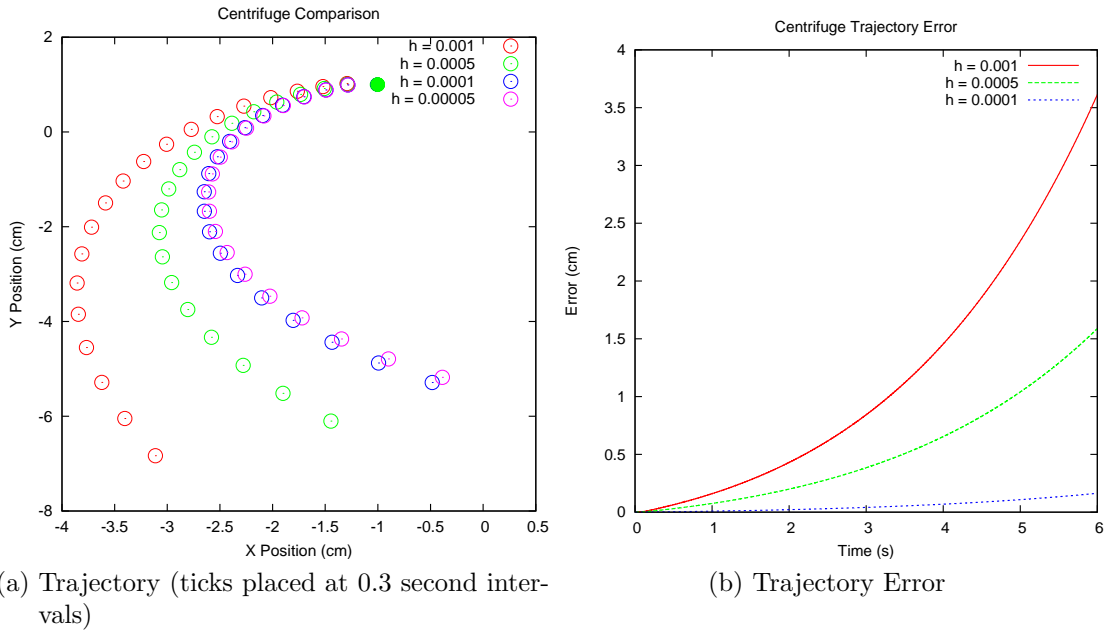 Centrifuge Comparison
2
0
-2
-4
-6
-8
Y Position (cm)
h = 0.001
h = 0.0005
h = 0.0001
h = 0.00005
-4
-3.5
-3
-2.5
-2
-1.5
-1
-0.5
0
0.5
X Position (cm)
a) Trajectory (ticks placed at 0.3 second inter-
vals)
Centrifuge Trajectory Error
4
3.5
3
2.5
2
1.5
1
0.5
0
Error (cm)
h = 0.001
h = 0.0005
h = 0.0001
0
1
2
3
4
5
6
Time (s)
(b) Trajectory Error